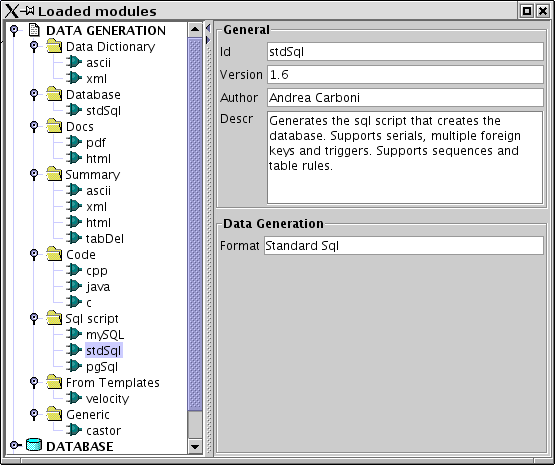 Loaded modules
DATA GENERATION
Data Dictionary
ascii
xml
Database
stdSql
Docs
pdf
html
Summary
ascii
xml
html
tabDel
Code
cpp
java
c
Sql script
mySQL
stdSql
pgSql
From Templates
velocity
Generic
castor
DATABASE
General
Id stdSql
Version 1.6
Author Andrea Carboni
Descr Generates the sql script that creates the
database. Supports serials, multiple foreign
keys and triggers. Supports sequences and
table rules.
Data Generation
Format Standard Sql